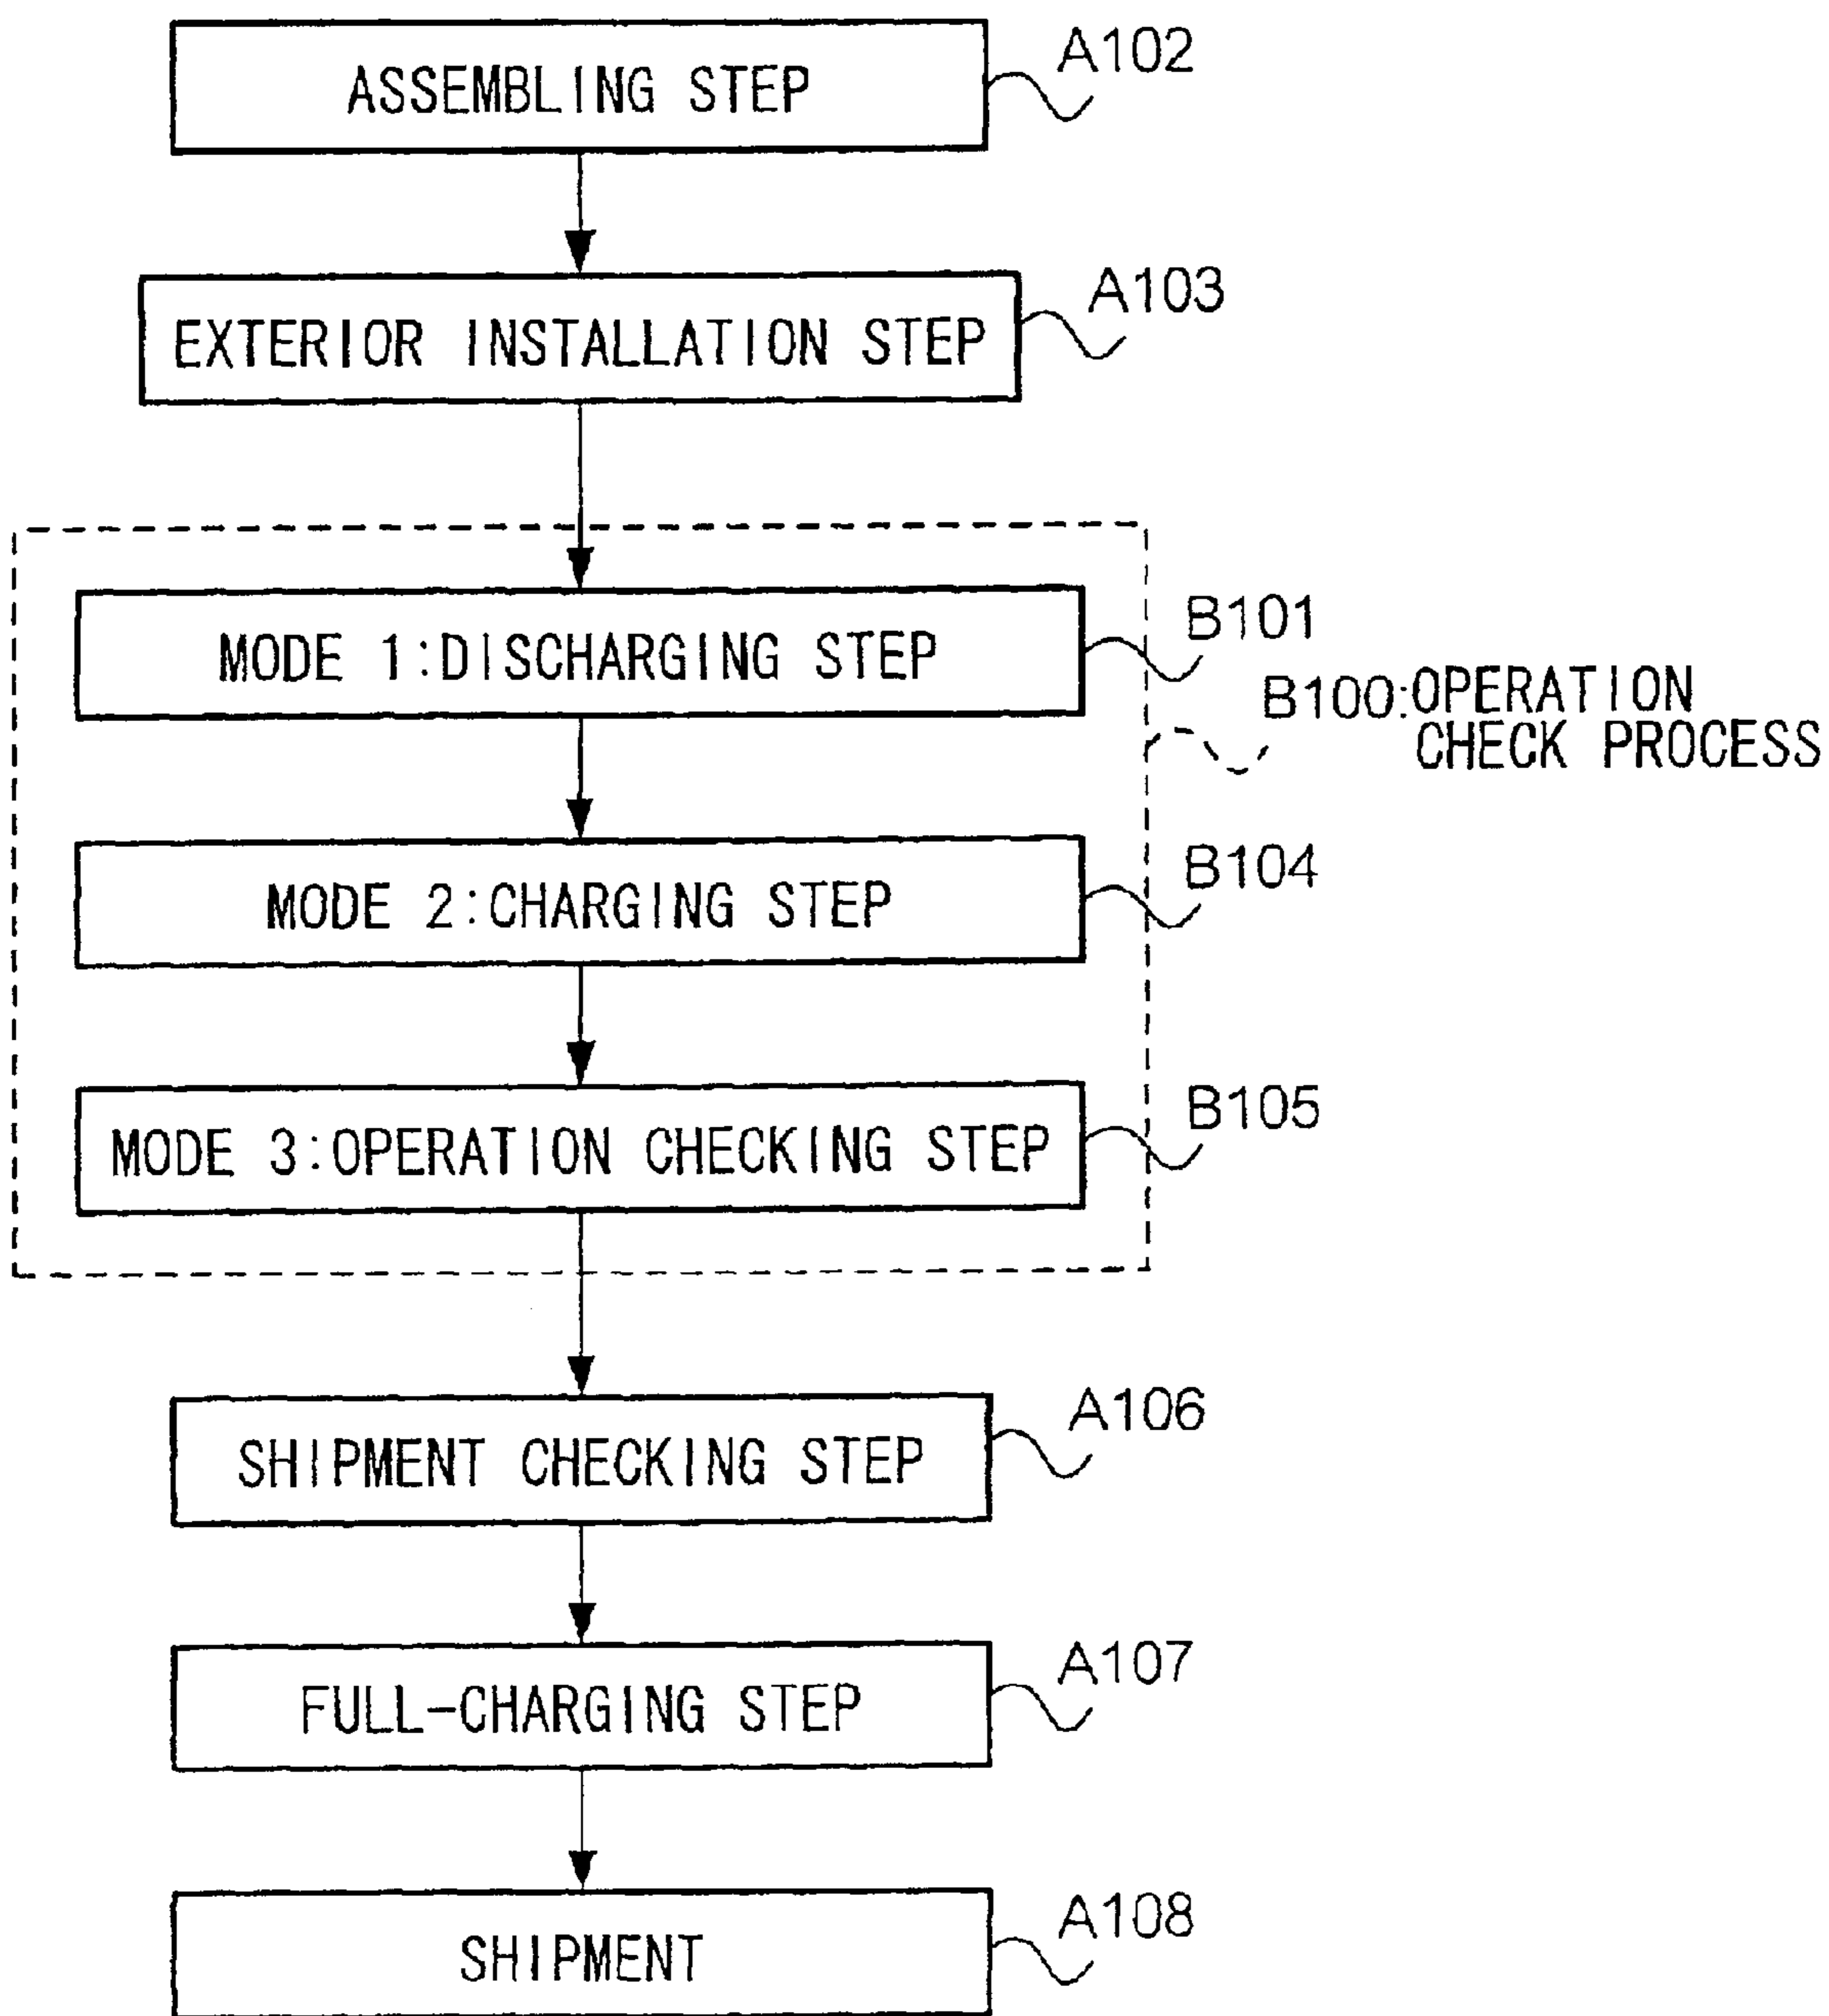 ASSEMBLING STEP
A102
EXTERIOR INSTALLATION STEP
A103
MODE 1:DISCHARGING STEP
B101
B100:OPERATION
CHECK PROCESS
MODE 2:CHARGING STEP
B104
MODE 3:OPERATION CHECKING STEP
B105
SHIPMENT CHECKING STEP
A106
FULL-CHARGING STEP
A107
SHIPMENT
A108